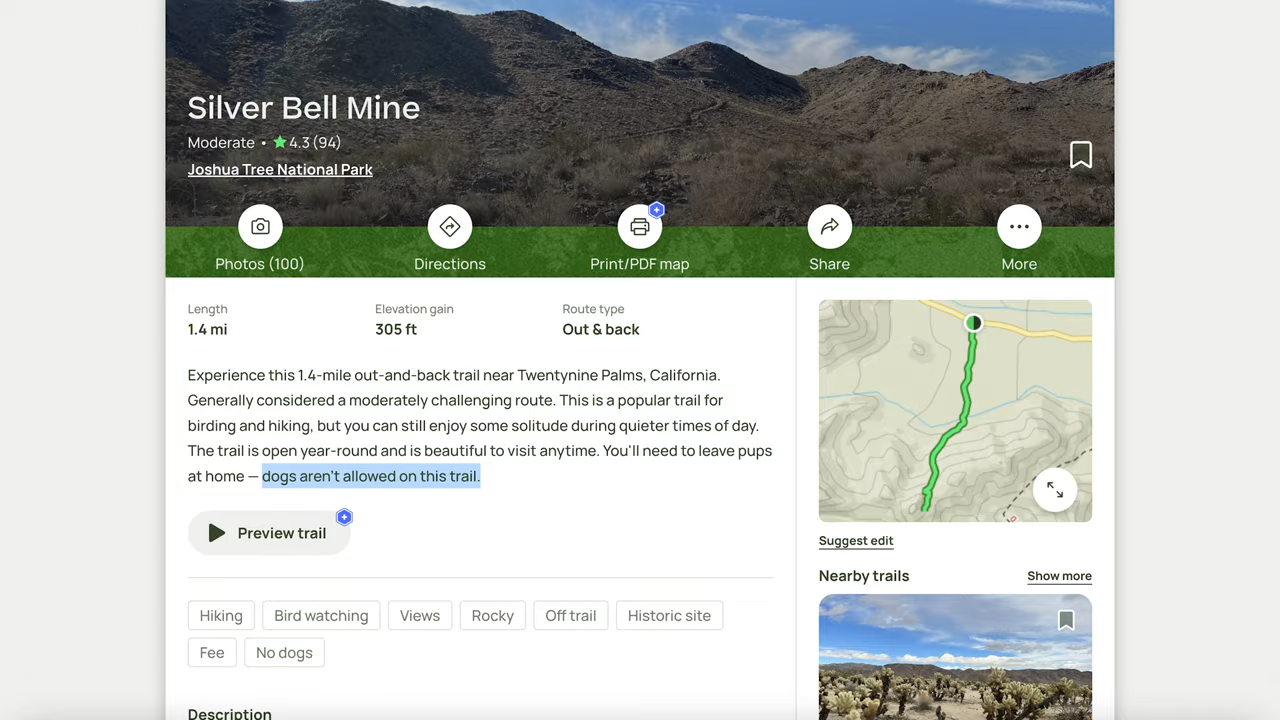 Silver Bell Mine
Moderate • ★ 4.3 (94)
Joshua Tree National Park
Photos (100)
Directions
Print/PDF map
Share
More
Length
1.4 mi
Elevation gain
305 ft
Route type
Out & back
Experience this 1.4-mile out-and-back trail near Twentynine Palms, California.
Generally considered a moderately challenging route. This is a popular trail for
birding and hiking, but you can still enjoy some solitude during quieter times of day.
The trail is open year-round and is beautiful to visit anytime. You'll need to leave pups
at home — dogs aren't allowed on this trail.
Preview trail
Hiking
Bird watching
Views
Rocky
Off trail
Historic site
Fee
No dogs
Description
Suggest edit
Nearby trails
Show more